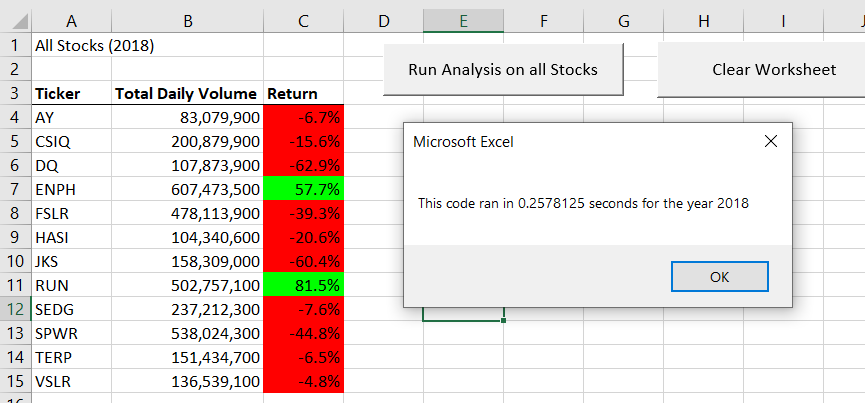 A B C D E F G H I
1 All Stocks (2018)
2 Run Analysis on all Stocks Clear Worksheet
3 Ticker Total Daily Volume Return
4 AY 83,079,900 -6.7%
5 CSIQ 200,879,900 -15.6%
6 DQ 107,873,900 -62.9%
7 ENPH 607,473,500 57.7%
8 FSLR 478,113,900 -39.3%
9 HASI 104,340,600 -20.6%
10 JKS 158,309,000 -60.4%
11 RUN 502,757,100 81.5%
12 SEDG 237,212,300 -7.6%
13 SPWR 538,024,300 -44.8%
14 TERP 151,434,700 -6.5%
15 VSLR 136,539,100 -4.8%
Microsoft Excel
This code ran in 0.2578125 seconds for the year 2018
OK